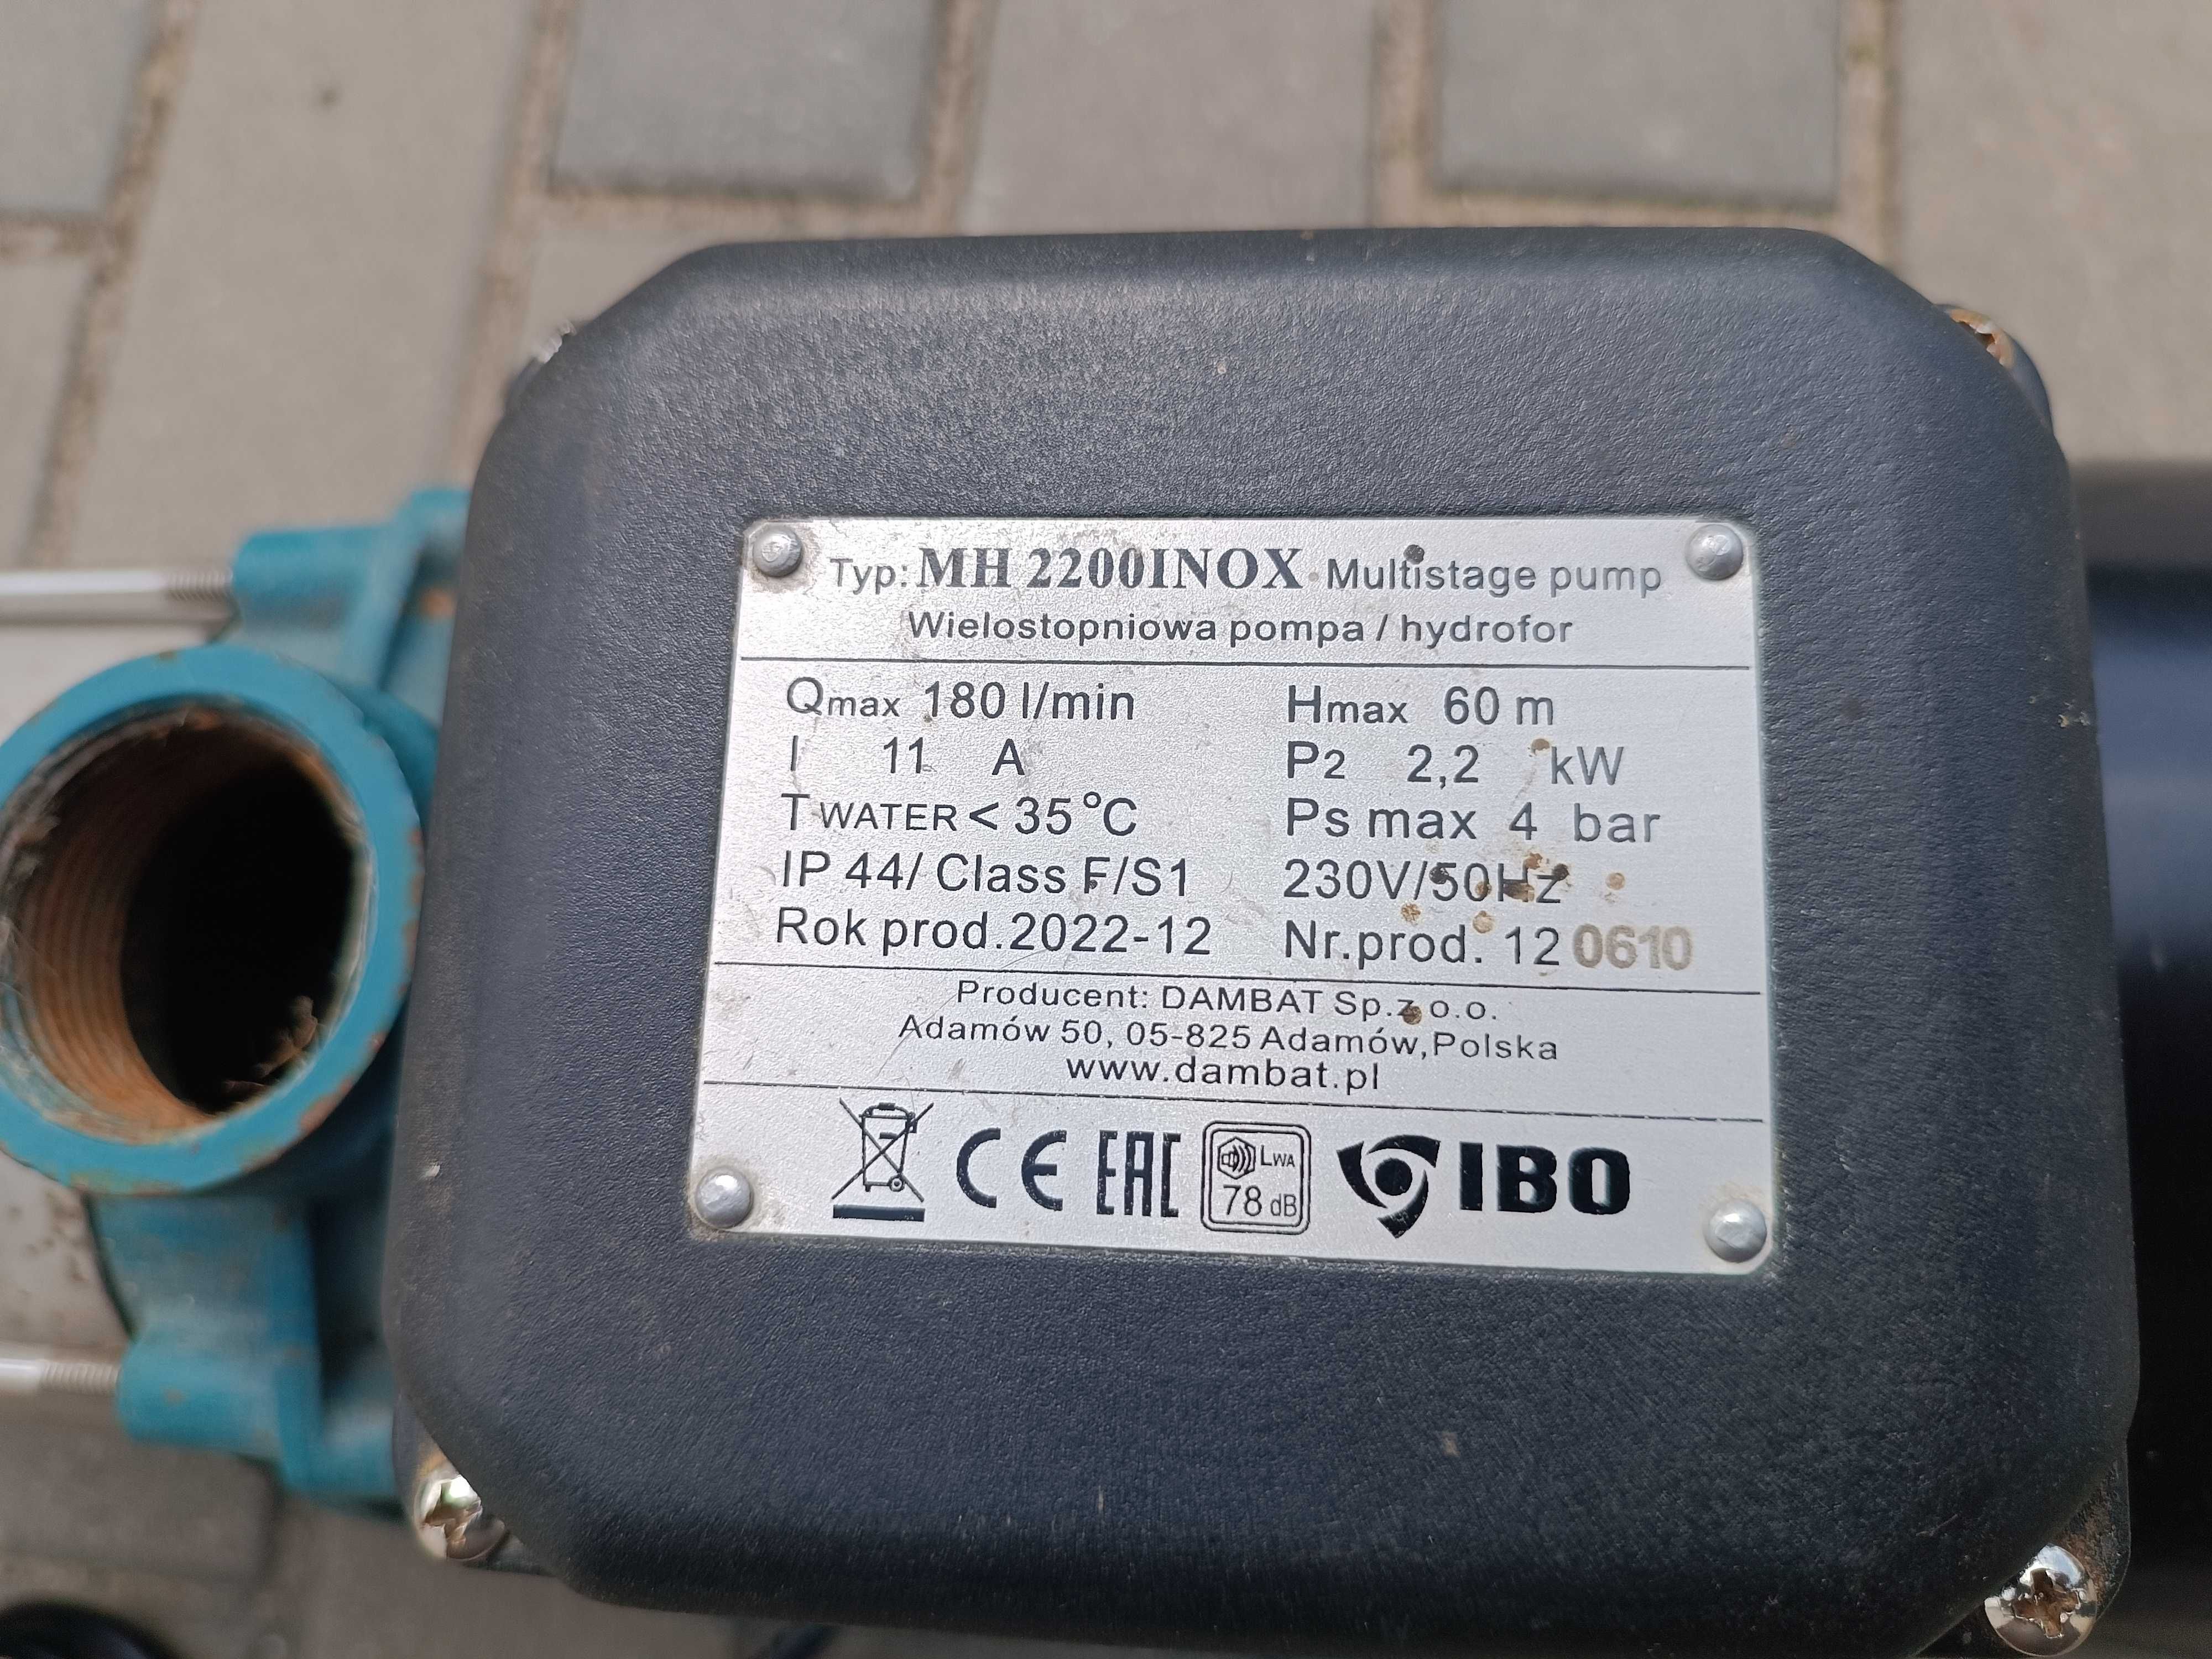 Typ: MH 2200INOX Multistage pump
Wielostopniowa pompa / hydrofor
Qmax 180 l/min Hmax 60 m
I 11 A P2 2,2 kW
T WATER < 35 °C Ps max 4 bar
IP 44/ Class F/S1 230V/50Hz
Rok prod.2022-12 Nr.prod. 12 0610
Producent: DAMBAT Sp.z o.o.
Adamów 50, 05-825 Adamów,Polska
www.dambat.pl
CE EAC LWA 78 dB IBO